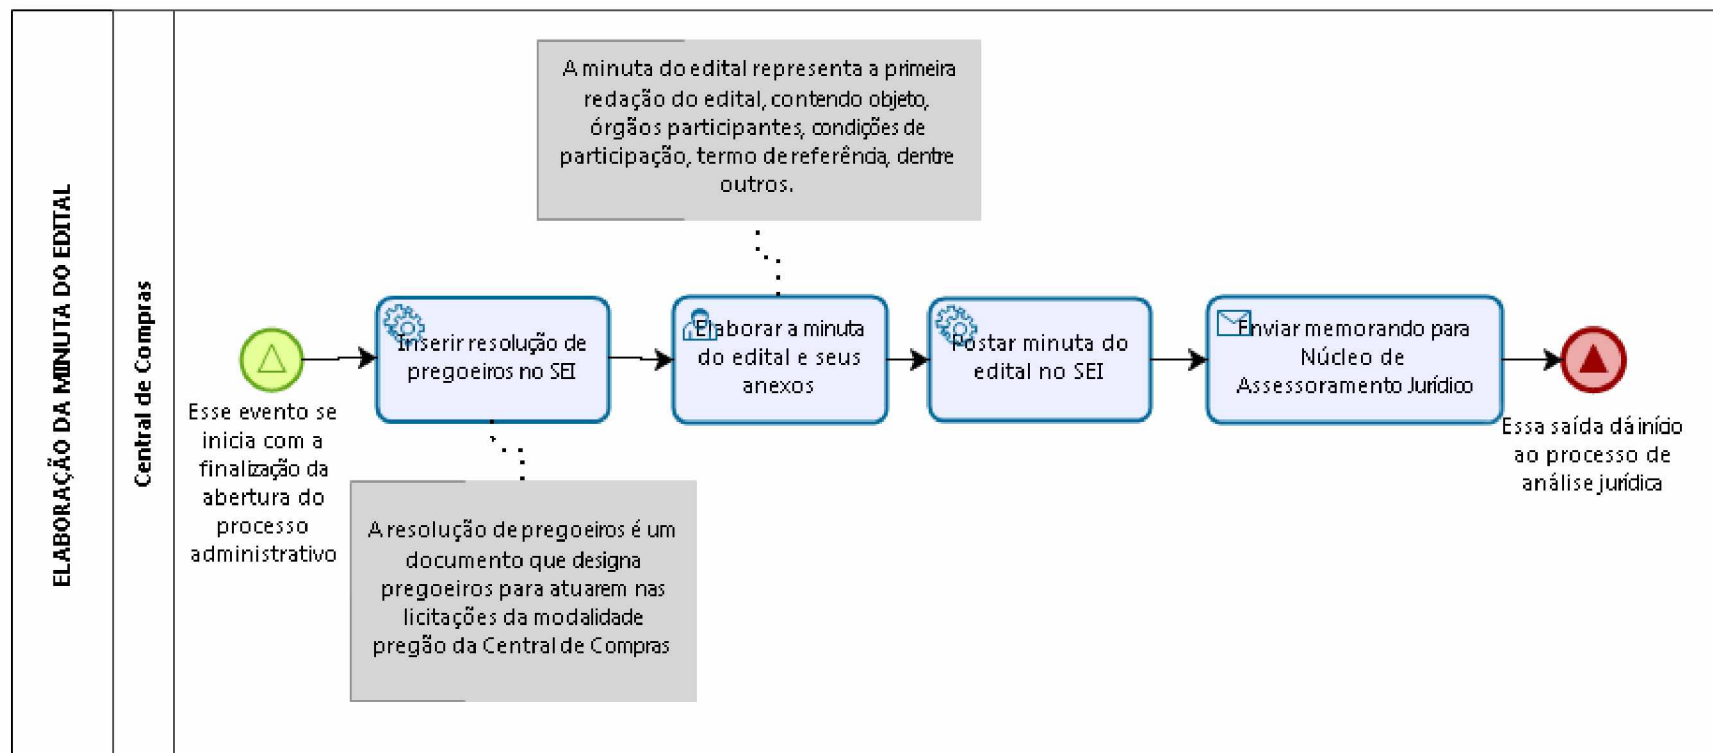 ELABORAÇÃO DA MINUTA DO EDITAL
Central de Compras
A minuta do edital representa a primeira
redação do edital, contendo objeto,
órgãos participantes, condições de
participação, termo de referência, dentre
outros.
Esse evento se
inicia com a
finalização da
abertura do
processo
administrativo
Inserir resolução de
pregoeiros no SEI
Elaborar a minuta
do edital e seus
anexos
Postar minuta do
edital no SEI
Enviar memorando para
Núcleo de
Assessoramento Jurídico
Essa saída dá início
ao processo de
análise jurídica
A resolução de pregoeiros é um
documento que designa
pregoeiros para atuarem nas
licitações da modalidade
pregão da Central de Compras